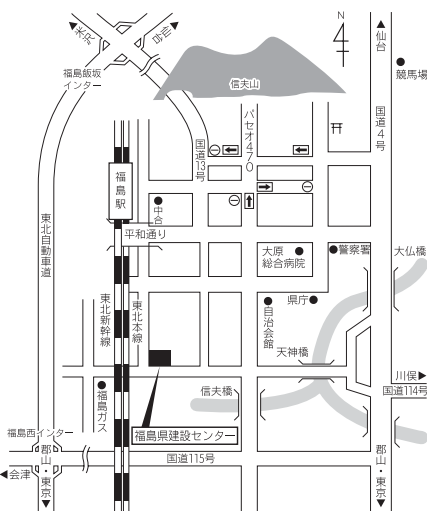 米沢
仙台
N
仙台
福島飯坂
インター
信夫山
競馬場
国道4号
パセオ470
国道13号
福島駅
中合
平和通り
東北自動車道
大原
総合病院
警察署
大仏橋
東北新幹線
東北本線
県庁
自治会館
天神橋
川俣
国道114号
信夫橋
福島ガス
福島県建設センター
福島西インター
国道115号
会津
郡山・東京
郡山・東京